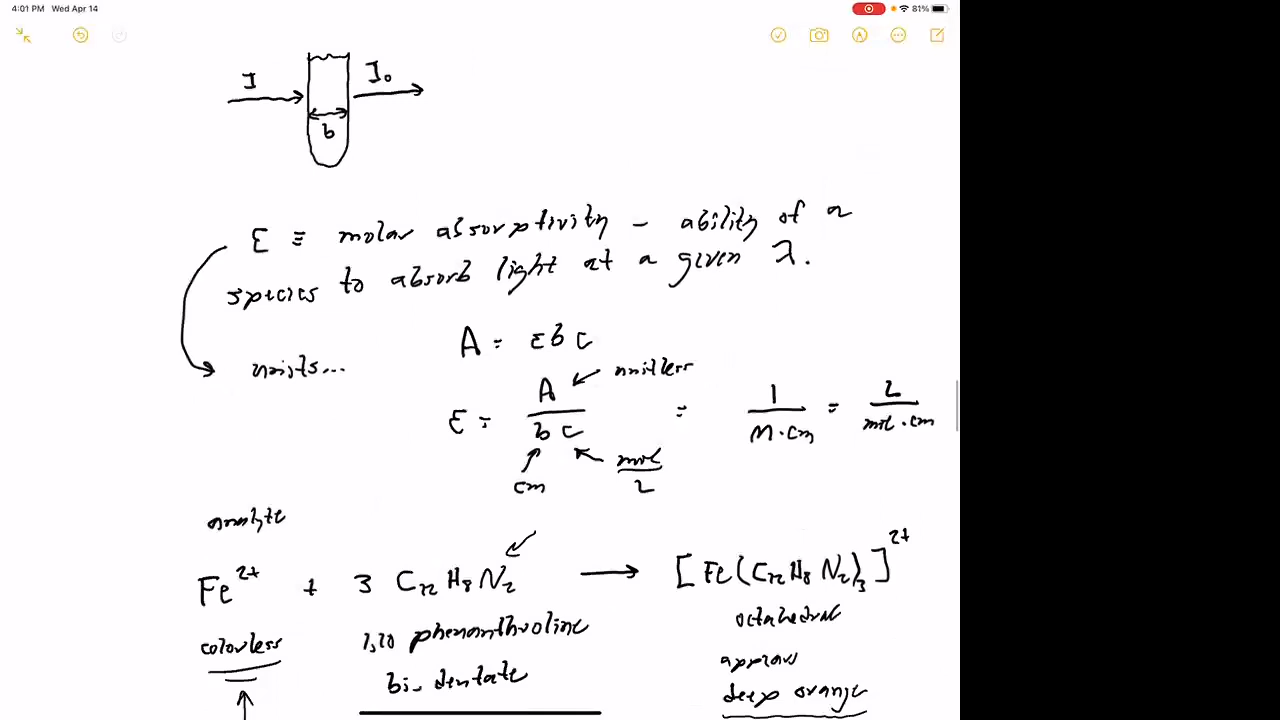 4:01 PM Wed Apr 14
81%
I
I₀
b
ε ≡ molar absorptivity - ability of a
species to absorb light at a given λ.
units...
A = εbc
ε = A / bc = 1 / M·cm = L / mol·cm
unitless
cm
mol / L
analyte
Fe²⁺ + 3 C₁₂H₈N₂ → [Fe(C₁₂H₈N₂)₃]²⁺
colorless
1,10 phenanthroline
bi-dentate
octahedral
appears
deep orange